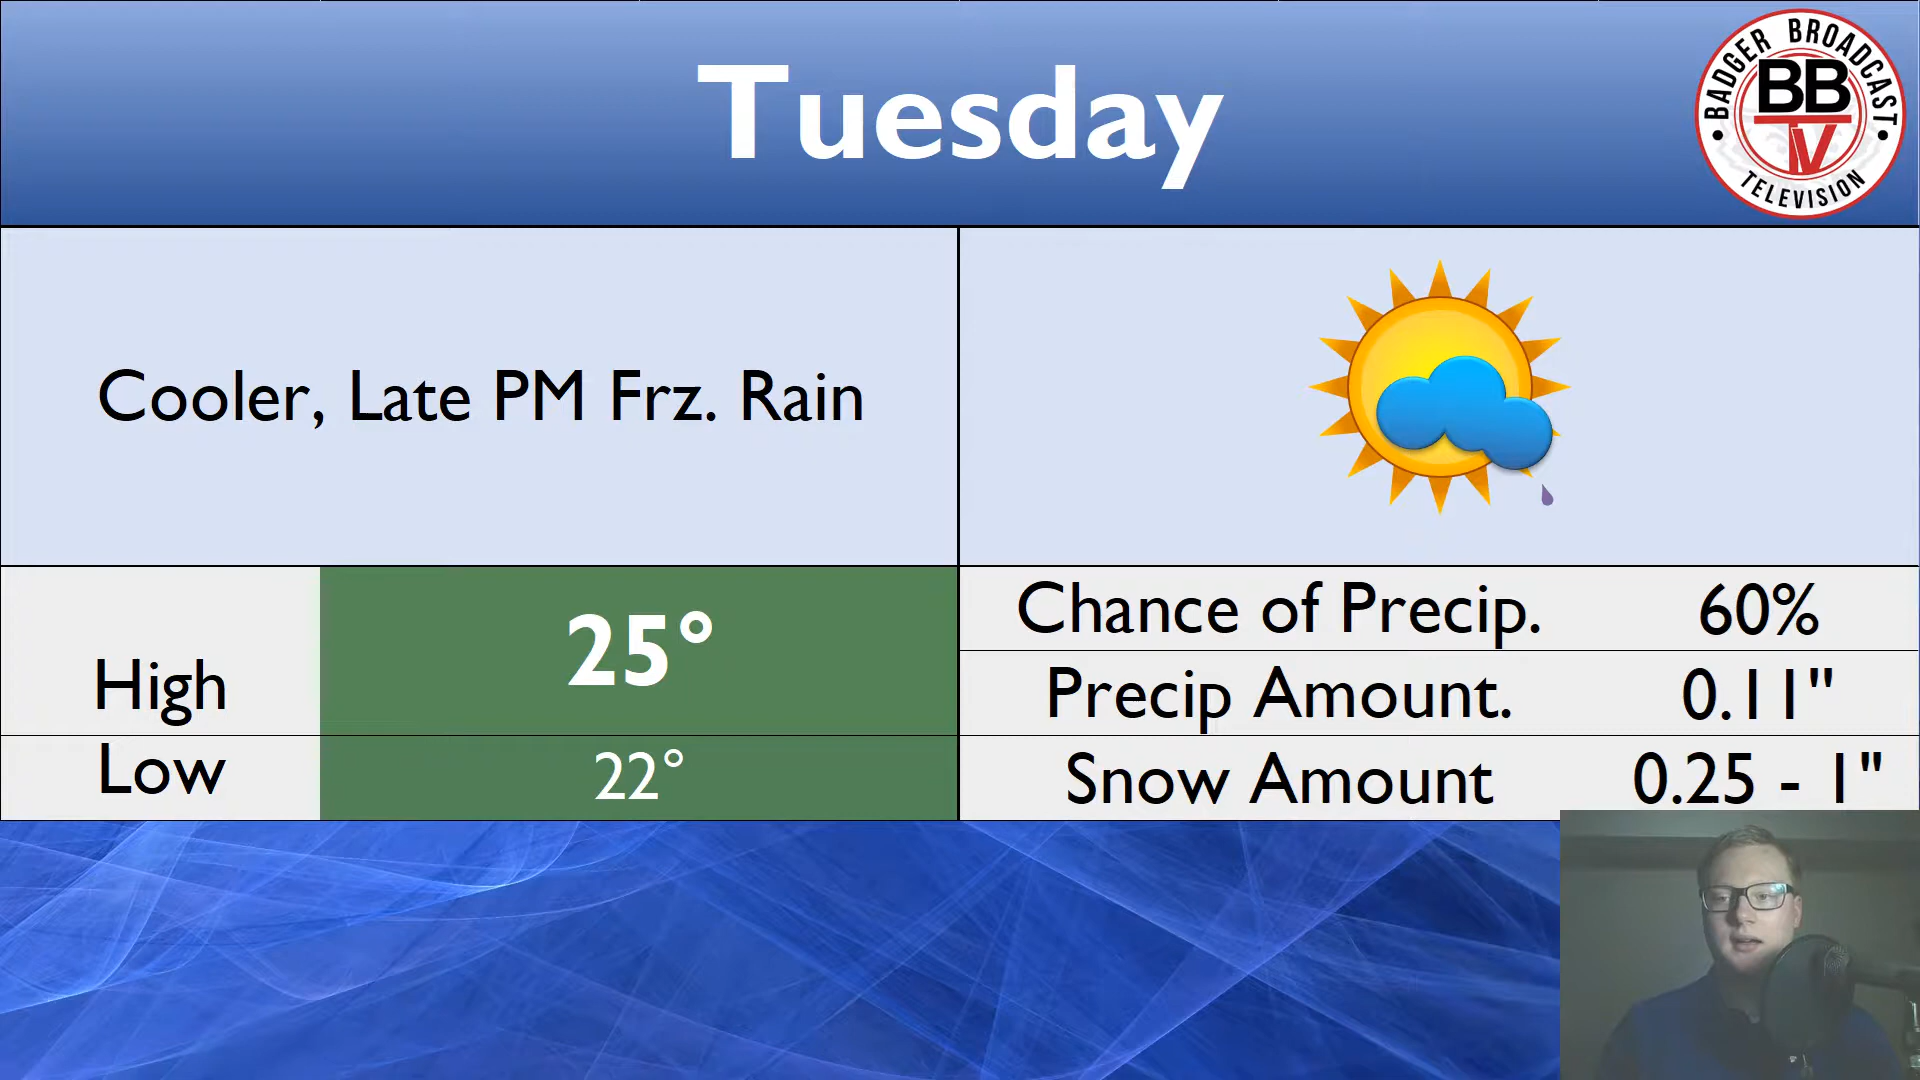 Tuesday
BADGER BROADCAST
BB
TV
TELEVISION
Cooler, Late PM Frz. Rain
High 25°
Low 22°
Chance of Precip. 60%
Precip Amount. 0.11"
Snow Amount 0.25 - 1"